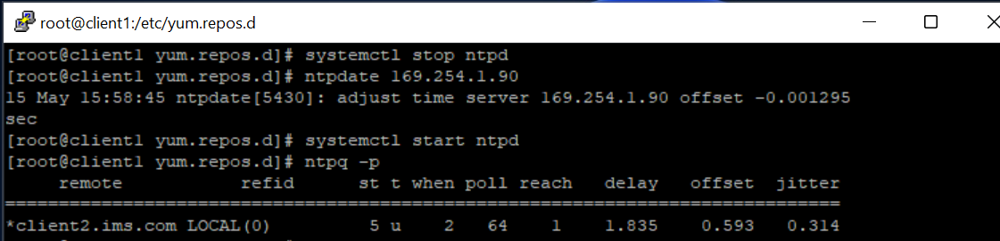 root@client1:/etc/yum.repos.d
[root@client1 yum.repos.d]# systemctl stop ntpd
[root@client1 yum.repos.d]# ntpdate 169.254.1.90
15 May 15:58:45 ntpdate[5430]: adjust time server 169.254.1.90 offset -0.001295
sec
[root@client1 yum.repos.d]# systemctl start ntpd
[root@client1 yum.repos.d]# ntpq -p
     remote           refid      st t when poll reach   delay   offset  jitter
==============================================================================
*client2.ims.com LOCAL(0)         5 u    2   64    1    1.835    0.593   0.314